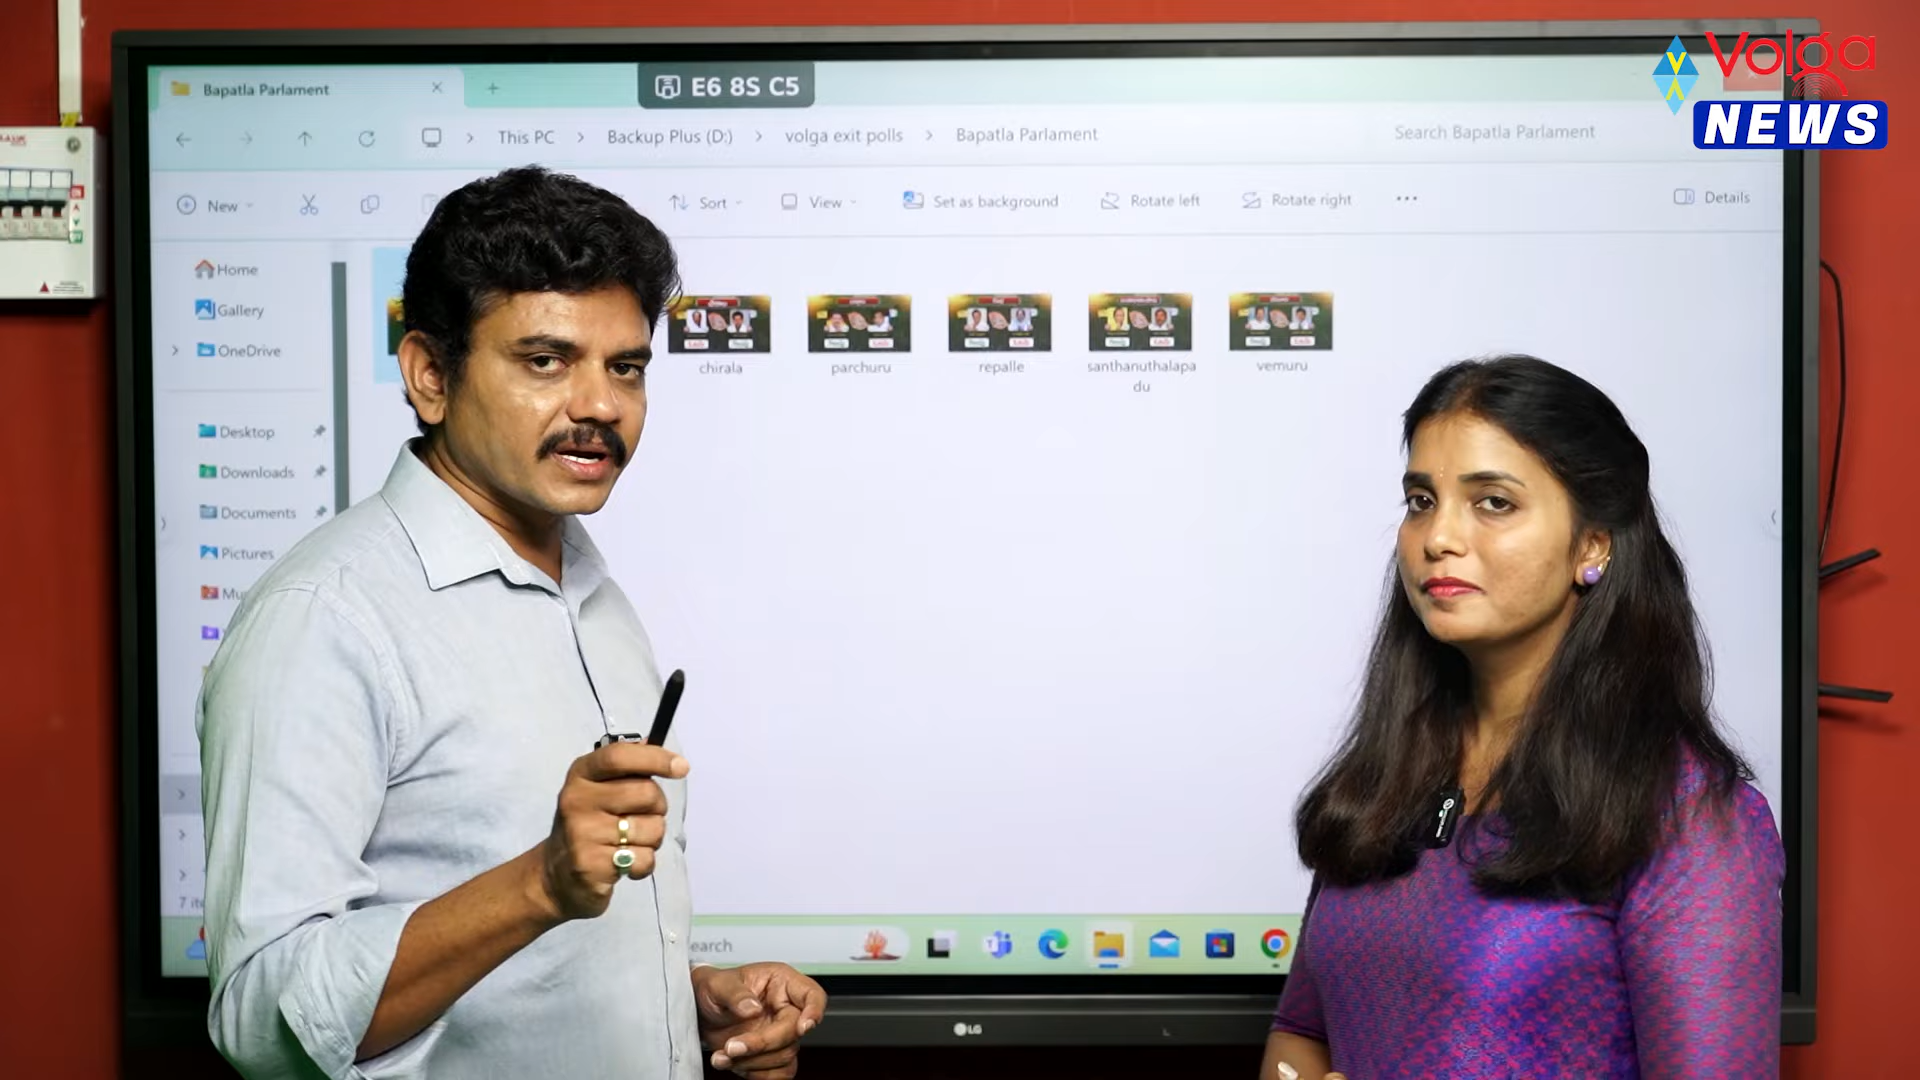 Volga
NEWS
Bapatla Parlament
E6 8S C5
This PC > Backup Plus (D:) > volga exit polls > Bapatla Parlament
Search Bapatla Parlament
New
Sort
View
Set as background
Rotate left
Rotate right
Details
Home
Gallery
OneDrive
Desktop
Downloads
Documents
Pictures
chirala
parchuru
repalle
santhanuthalapa
du
vemuru
earch
LG